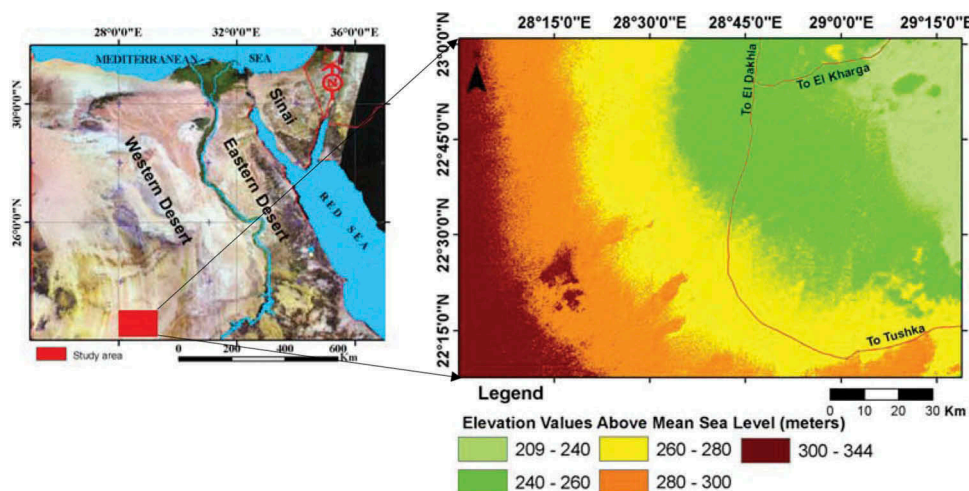 28°0'0"E 32°0'0"E 36°0'0"E
30°0'0"N
26°0'0"N
MEDITERRANEAN SEA
Sinai
Western Desert
Eastern Desert
RED SEA
Study area
0 200 400 600
Km
28°15'0"E 28°30'0"E 28°45'0"E 29°0'0"E 29°15'0"E
23°0'0"N
22°45'0"N
22°30'0"N
22°15'0"N
To El Dakhla
To El Kharga
To Tushka
0 10 20 30 Km
Legend
Elevation Values Above Mean Sea Level (meters)
209 - 240 260 - 280 300 - 344
240 - 260 280 - 300